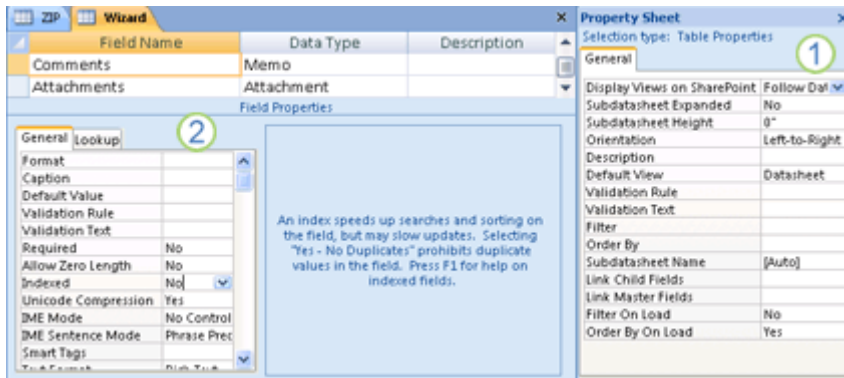 ZIP Wizard
Field Name Data Type Description
Comments Memo
Attachments Attachment
Field Properties
2
General Lookup
Format
Caption
Default Value
Validation Rule
Validation Text
Required No
Allow Zero Length No
Indexed No
Unicode Compression Yes
IME Mode No Control
IME Sentence Mode Phrase Pred
Smart Tags
An index speeds up searches and sorting on
the field, but may slow updates. Selecting
"Yes - No Duplicates" prohibits duplicate
values in the field. Press F1 for help on
indexed fields.
Property Sheet
Selection type: Table Properties
1
General
Display Views on SharePoint Follow Dat
Subdatasheet Expanded No
Subdatasheet Height 0"
Orientation Left-to-Right
Description
Default View Datasheet
Validation Rule
Validation Text
Filter
Order By
Subdatasheet Name [Auto]
Link Child Fields
Link Master Fields
Filter On Load No
Order By On Load Yes